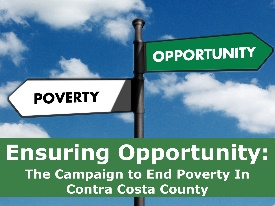 OPPORTUNITY
POVERTY
Ensuring Opportunity:
The Campaign to End Poverty In
Contra Costa County